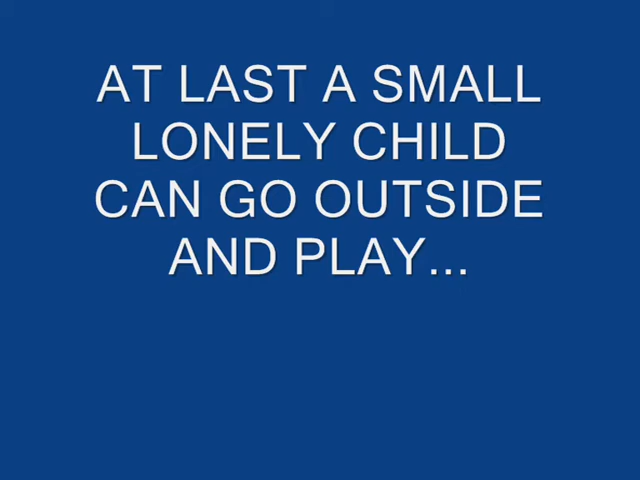 AT LAST A SMALL
LONELY CHILD
CAN GO OUTSIDE
AND PLAY...